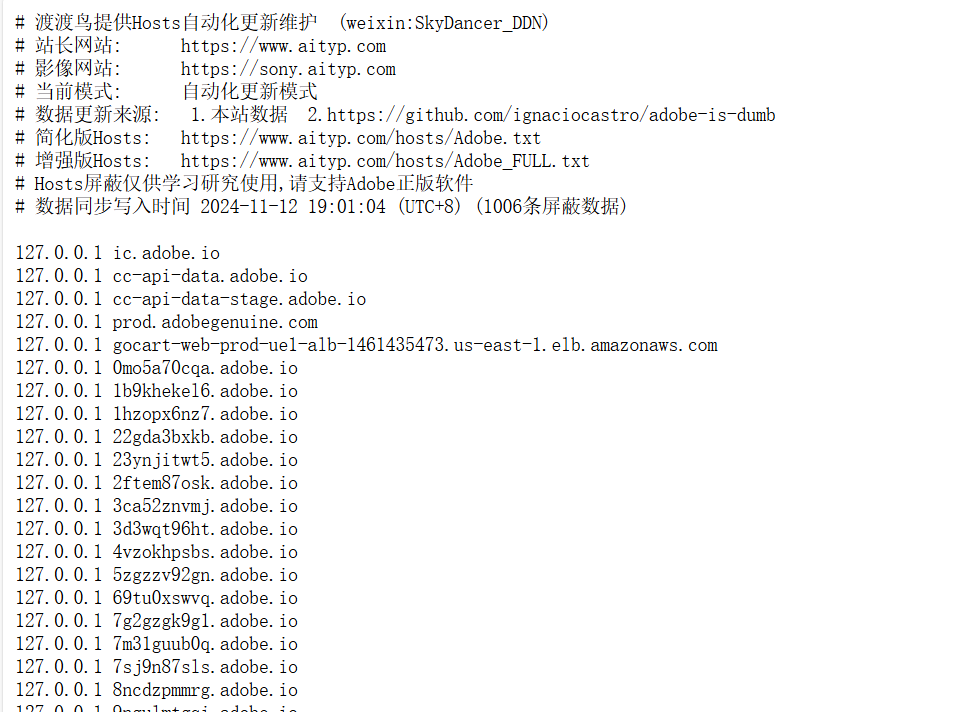 # 渡渡鸟提供Hosts自动化更新维护 (weixin:SkyDancer_DDN)
# 站长网站: https://www.aityp.com
# 影像网站: https://sony.aityp.com
# 当前模式: 自动化更新模式
# 数据更新来源: 1.本站数据 2.https://github.com/ignaciocastro/adobe-is-dumb
# 简化版Hosts: https://www.aityp.com/hosts/Adobe.txt
# 增强版Hosts: https://www.aityp.com/hosts/Adobe_FULL.txt
# Hosts屏蔽仅供学习研究使用,请支持Adobe正版软件
# 数据同步写入时间 2024-11-12 19:01:04 (UTC+8) (1006条屏蔽数据)
127.0.0.1 ic.adobe.io
127.0.0.1 cc-api-data.adobe.io
127.0.0.1 cc-api-data-stage.adobe.io
127.0.0.1 prod.adobegenuine.com
127.0.0.1 gocart-web-prod-ue1-alb-1461435473.us-east-1.elb.amazonaws.com
127.0.0.1 0mo5a70cqa.adobe.io
127.0.0.1 1b9khekel6.adobe.io
127.0.0.1 1hzopx6nz7.adobe.io
127.0.0.1 22gda3bxkb.adobe.io
127.0.0.1 23ynjitwt5.adobe.io
127.0.0.1 2ftem87osk.adobe.io
127.0.0.1 3ca52znvmj.adobe.io
127.0.0.1 3d3wqt96ht.adobe.io
127.0.0.1 4vzokhpsbs.adobe.io
127.0.0.1 5zgzzv92gn.adobe.io
127.0.0.1 69tu0xswvq.adobe.io
127.0.0.1 7g2gzgk9g1.adobe.io
127.0.0.1 7m31guub0q.adobe.io
127.0.0.1 7sj9n87sls.adobe.io
127.0.0.1 8ncdzpmmrg.adobe.io
127.0.0.1